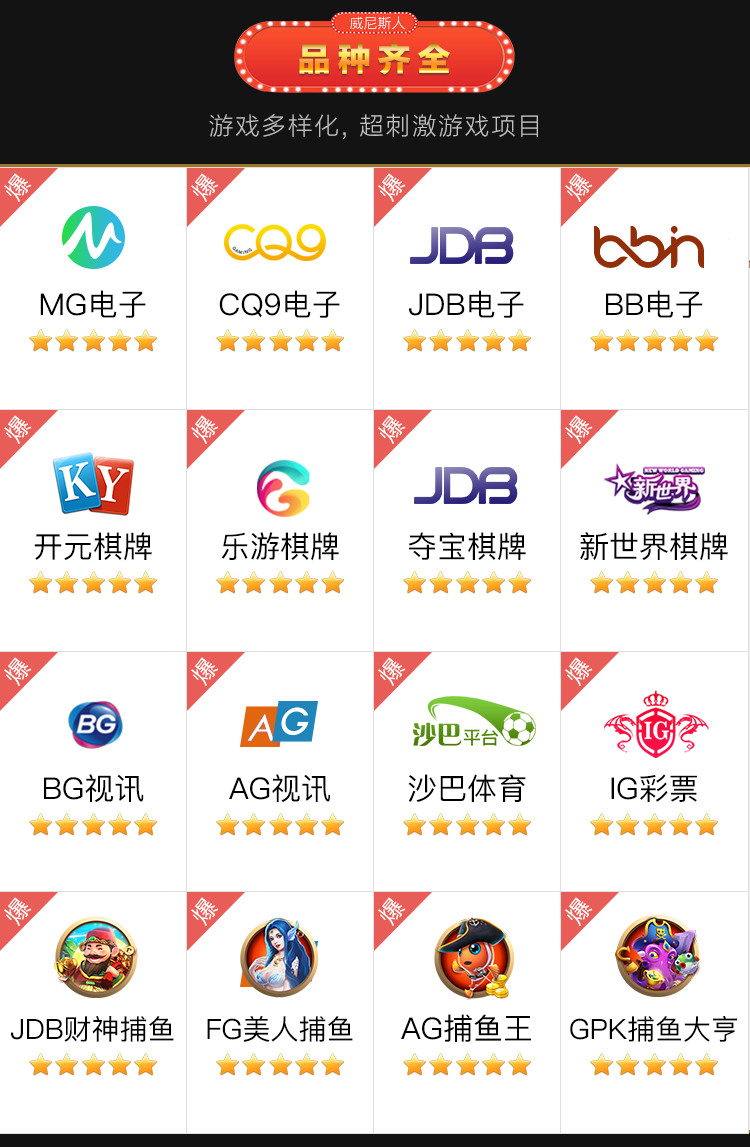 威尼斯人
品种齐全
游戏多样化, 超刺激游戏项目
爆 爆 爆 爆
CQ9 GAMING JDB bbin
MG电子 CQ9电子 JDB电子 BB电子
爆 爆 爆 爆
KY JDB NEW WORLD GAMING 新世界
开元棋牌 乐游棋牌 夺宝棋牌 新世界棋牌
爆 爆 爆 爆
BG AG 沙巴平台 IG
BG视讯 AG视讯 沙巴体育 IG彩票
爆 爆 爆 爆
JDB财神捕鱼 FG美人捕鱼 AG捕鱼王 GPK捕鱼大亨